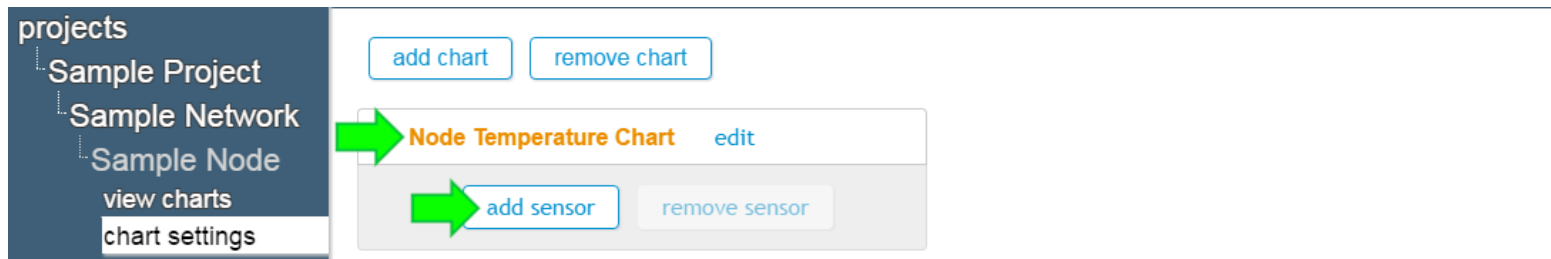 projects
Sample Project
Sample Network
Sample Node
view charts
chart settings
add chart remove chart
Node Temperature Chart edit
add sensor remove sensor